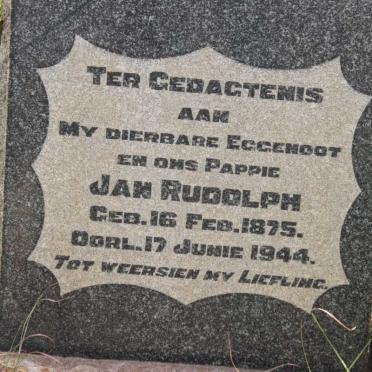 TER GEDAGTENIS
AAN
MY DIERBARE EGGENOOT
EN ONS PAPPIE
JAN RUDOLPH
GEB. 16 FEB. 1875.
OORL. 17 JUNIE 1944.
TOT WEERSIEN MY LIEFLING.